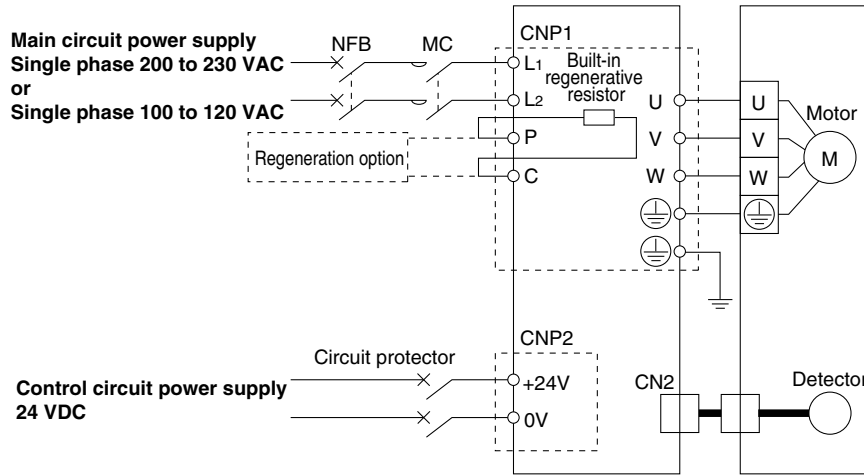 CNP1
Main circuit power supply
NFB
MC
Single phase 200 to 230 VAC
or
Single phase 100 to 120 VAC
L1
L2
Built-in
regenerative
resistor
P
C
Regeneration option
U
V
W
U
V
W
Motor
M
CNP2
Circuit protector
Control circuit power supply
24 VDC
+24V
0V
CN2
Detector